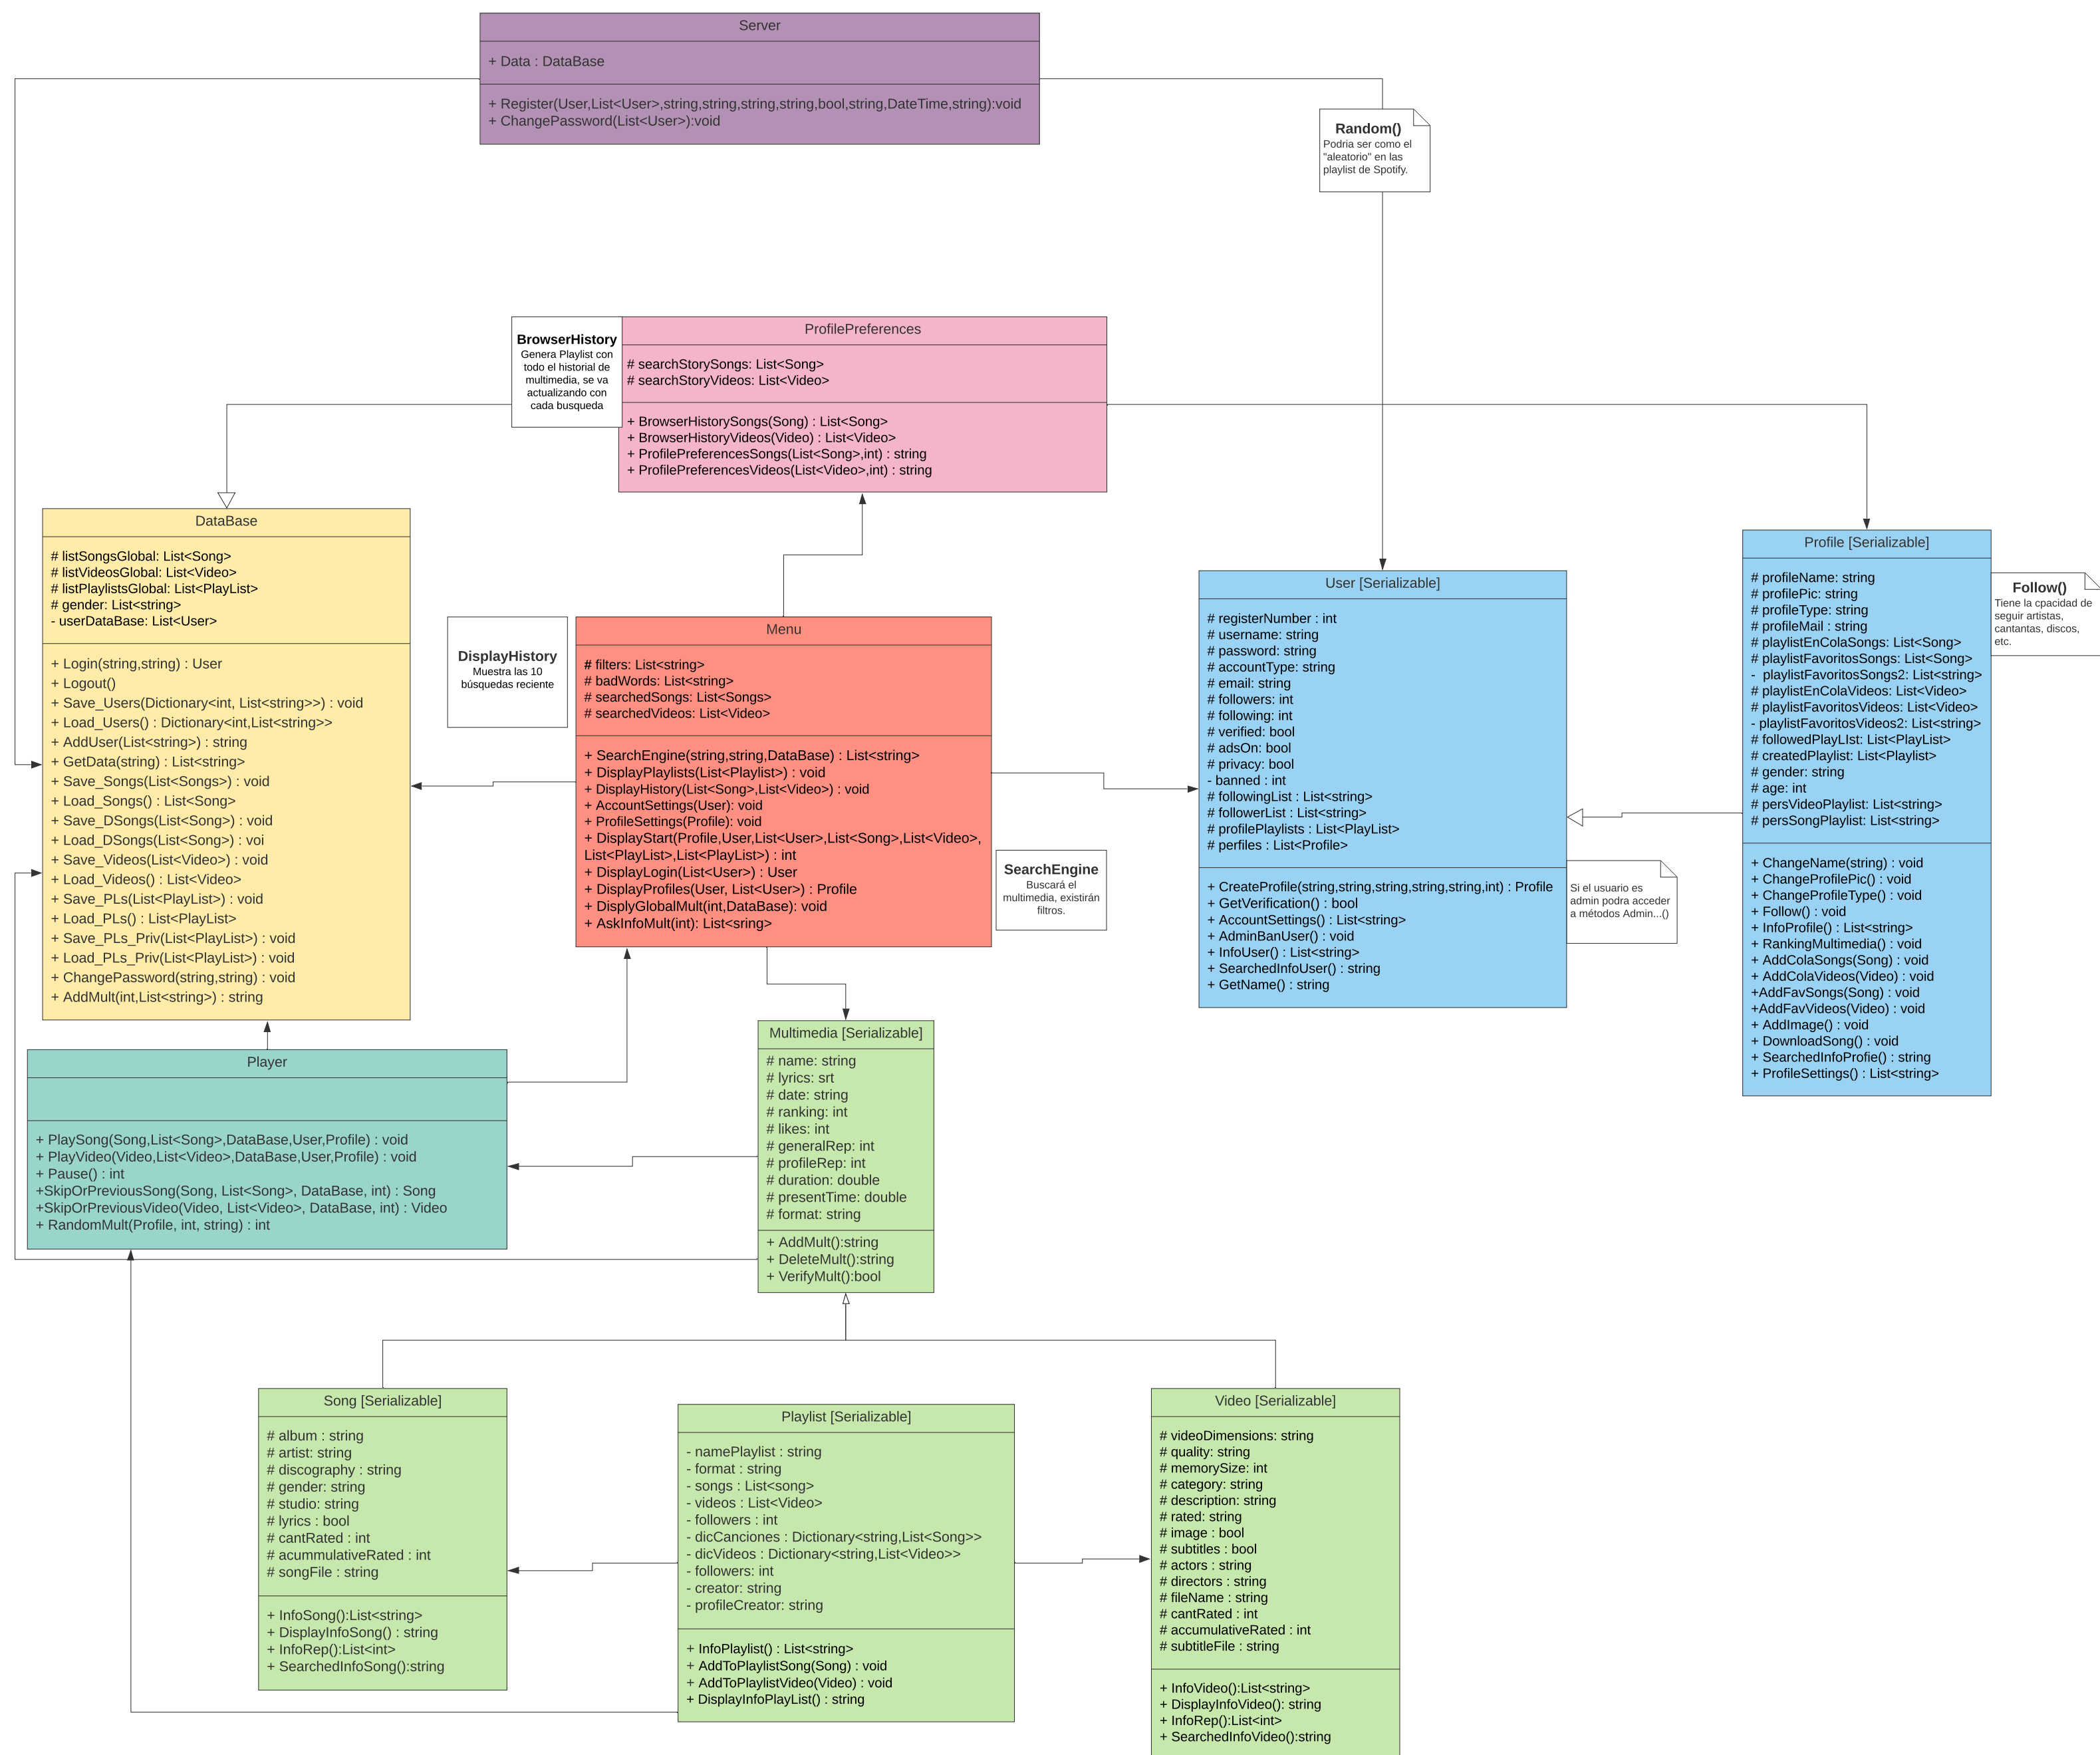 Server
+ Data : DataBase
+ Register(User,List<User>,string,string,string,string,bool,string,DateTime,string):void
+ ChangePassword(List<User>):void
Random()
Podria ser como el
"aleatorio" en las
playlist de Spotify.
BrowserHistory
Genera Playlist con
todo el historial de
multimedia, se va
actualizando con
cada busqueda
ProfilePreferences
# searchStorySongs: List<Song>
# searchStoryVideos: List<Video>
+ BrowserHistorySongs(Song) : List<Song>
+ BrowserHistoryVideos(Video) : List<Video>
+ ProfilePreferencesSongs(List<Song>,int) : string
+ ProfilePreferencesVideos(List<Video>,int) : string
DataBase
# listSongsGlobal: List<Song>
# listVideosGlobal: List<Video>
# listPlaylistsGlobal: List<PlayList>
# gender: List<string>
- userDataBase: List<User>
+ Login(string,string) : User
+ Logout()
+ Save_Users(Dictionary<int, List<string>>) : void
+ Load_Users() : Dictionary<int,List<string>>
+ AddUser(List<string>) : string
+ GetData(string) : List<string>
+ Save_Songs(List<Songs>) : void
+ Load_Songs() : List<Song>
+ Save_DSongs(List<Song>) : void
+ Load_DSongs(List<Song>) : voi
+ Save_Videos(List<Video>) : void
+ Load_Videos() : List<Video>
+ Save_PLs(List<PlayList>) : void
+ Load_PLs() : List<PlayList>
+ Save_PLs_Priv(List<PlayList>) : void
+ Load_PLs_Priv(List<PlayList>) : void
+ ChangePassword(string,string) : void
+ AddMult(int,List<string>) : string
DisplayHistory
Muestra las 10
búsquedas reciente
Menu
# filters: List<string>
# badWords: List<string>
# searchedSongs: List<Songs>
# searchedVideos: List<Video>
+ SearchEngine(string,string,DataBase) : List<string>
+ DisplayPlaylists(List<Playlist>) : void
+ DisplayHistory(List<Song>,List<Video>) : void
+ AccountSettings(User): void
+ ProfileSettings(Profile): void
+ DisplayStart(Profile,User,List<User>,List<Song>,List<Video>,
List<PlayList>,List<PlayList>) : int
+ DisplayLogin(List<User>) : User
+ DisplayProfiles(User, List<User>) : Profile
+ DisplyGlobalMult(int,DataBase): void
+ AskInfoMult(int): List<sring>
SearchEngine
Buscará el
multimedia, existirán
filtros.
User [Serializable]
# registerNumber : int
# username: string
# password: string
# accountType: string
# email: string
# followers: int
# following: int
# verified: bool
# adsOn: bool
# privacy: bool
- banned : int
# followingList : List<string>
# followerList : List<string>
# profilePlaylists : List<PlayList>
# perfiles : List<Profile>
+ CreateProfile(string,string,string,string,string,int) : Profile
+ GetVerification() : bool
+ AccountSettings() : List<string>
+ AdminBanUser() : void
+ InfoUser() : List<string>
+ SearchedInfoUser() : string
+ GetName() : string
Si el usuario es
admin podra acceder
a métodos Admin...()
Profile [Serializable]
# profileName: string
# profilePic: string
# profileType: string
# profileMail : string
# playlistEnColaSongs: List<Song>
# playlistFavoritosSongs: List<Song>
- playlistFavoritosSongs2: List<string>
# playlistEnColaVideos: List<Video>
# playlistFavoritosVideos: List<Video>
- playlistFavoritosVideos2: List<string>
# followedPlayLIst: List<PlayList>
# createdPlaylist: List<Playlist>
# gender: string
# age: int
# persVideoPlaylist: List<string>
# persSongPlaylist: List<string>
+ ChangeName(string) : void
+ ChangeProfilePic() : void
+ ChangeProfileType() : void
+ Follow() : void
+ InfoProfile() : List<string>
+ RankingMultimedia() : void
+ AddColaSongs(Song) : void
+ AddColaVideos(Video) : void
+AddFavSongs(Song) : void
+AddFavVideos(Video) : void
+ AddImage() : void
+ DownloadSong() : void
+ SearchedInfoProfie() : string
+ ProfileSettings() : List<string>
Follow()
Tiene la cpacidad de
seguir artistas,
cantantas, discos,
etc.
Player
+ PlaySong(Song,List<Song>,DataBase,User,Profile) : void
+ PlayVideo(Video,List<Video>,DataBase,User,Profile) : void
+ Pause() : int
+SkipOrPreviousSong(Song, List<Song>, DataBase, int) : Song
+SkipOrPreviousVideo(Video, List<Video>, DataBase, int) : Video
+ RandomMult(Profile, int, string) : int
Multimedia [Serializable]
# name: string
# lyrics: srt
# date: string
# ranking: int
# likes: int
# generalRep: int
# profileRep: int
# duration: double
# presentTime: double
# format: string
+ AddMult():string
+ DeleteMult():string
+ VerifyMult():bool
Song [Serializable]
# album : string
# artist: string
# discography : string
# gender: string
# studio: string
# lyrics : bool
# cantRated : int
# acummulativeRated : int
# songFile : string
+ InfoSong():List<string>
+ DisplayInfoSong() : string
+ InfoRep():List<int>
+ SearchedInfoSong():string
Playlist [Serializable]
- namePlaylist : string
- format : string
- songs : List<song>
- videos : List<Video>
- followers : int
- dicCanciones : Dictionary<string,List<Song>>
- dicVideos : Dictionary<string,List<Video>>
- followers: int
- creator: string
- profileCreator: string
+ InfoPlaylist() : List<string>
+ AddToPlaylistSong(Song) : void
+ AddToPlaylistVideo(Video) : void
+ DisplayInfoPlayList() : string
Video [Serializable]
# videoDimensions: string
# quality: string
# memorySize: int
# category: string
# description: string
# rated: string
# image : bool
# subtitles : bool
# actors : string
# directors : string
# fileName : string
# cantRated : int
# accumulativeRated : int
# subtitleFile : string
+ InfoVideo():List<string>
+ DisplayInfoVideo(): string
+ InfoRep():List<int>
+ SearchedInfoVideo():string